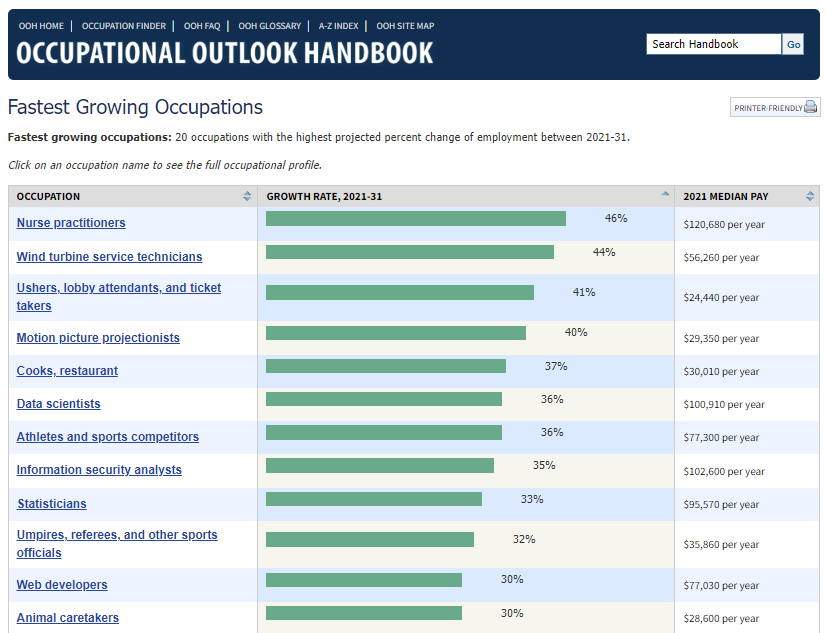 OOH HOME | OCCUPATION FINDER | OOH FAQ | OOH GLOSSARY | A-Z INDEX | OOH SITE MAP
OCCUPATIONAL OUTLOOK HANDBOOK
Search Handbook Go
Fastest Growing Occupations
PRINTER-FRIENDLY
Fastest growing occupations: 20 occupations with the highest projected percent change of employment between 2021-31.
Click on an occupation name to see the full occupational profile.
OCCUPATION GROWTH RATE, 2021-31 2021 MEDIAN PAY
Nurse practitioners 46% $120,680 per year
Wind turbine service technicians 44% $56,260 per year
Ushers, lobby attendants, and ticket
takers 41% $24,440 per year
Motion picture projectionists 40% $29,350 per year
Cooks, restaurant 37% $30,010 per year
Data scientists 36% $100,910 per year
Athletes and sports competitors 36% $77,300 per year
Information security analysts 35% $102,600 per year
Statisticians 33% $95,570 per year
Umpires, referees, and other sports
officials 32% $35,860 per year
Web developers 30% $77,030 per year
Animal caretakers 30% $28,600 per year